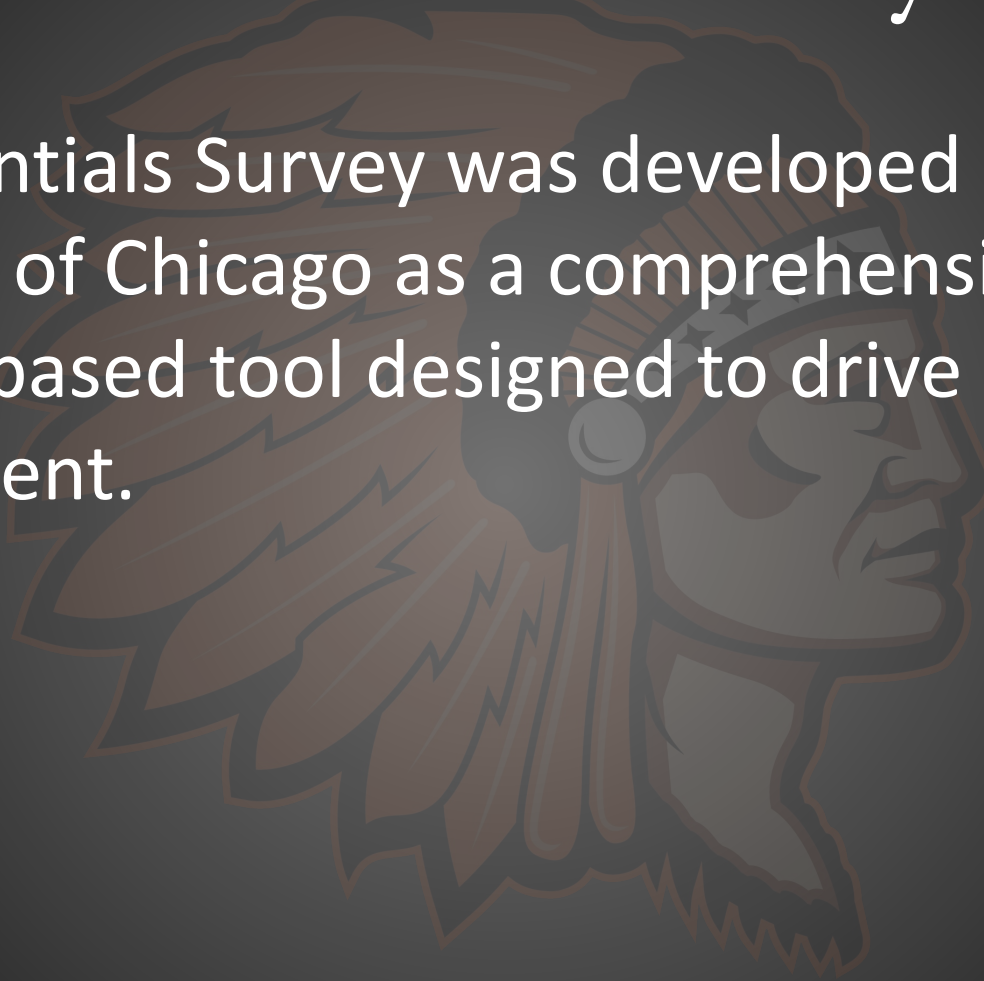 y
ntials Survey was developed
of Chicago as a comprehensi
based tool designed to drive
ent.